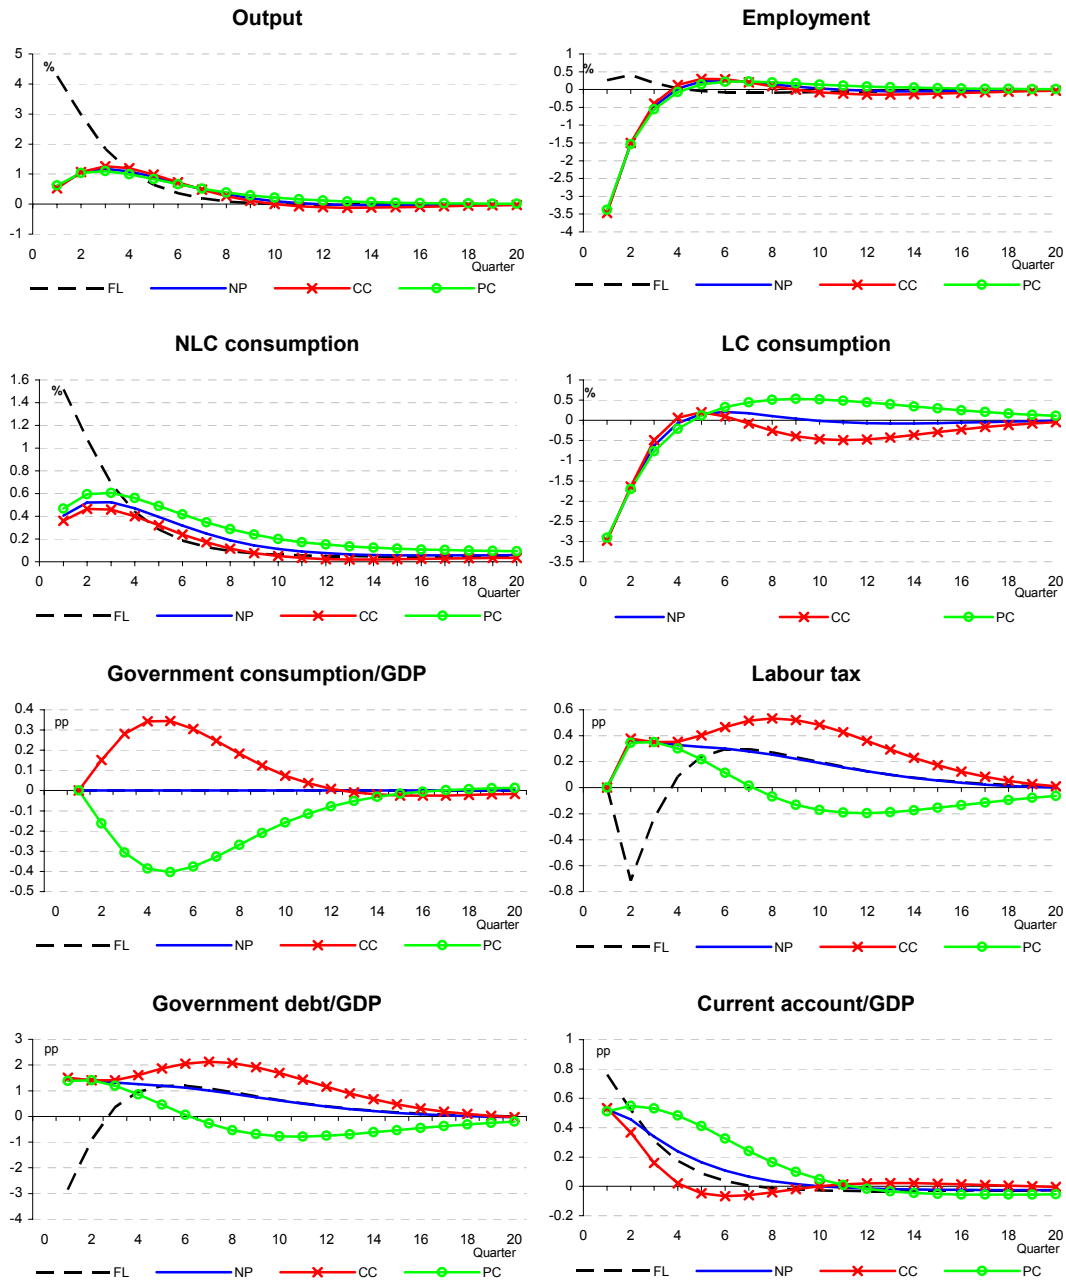 Output
%
5
4
3
2
1
0
-1
0 2 4 6 8 10 12 14 16 18 20
Quarter
FL NP CC PC
Employment
%
1
0.5
0
-0.5
-1
-1.5
-2
-2.5
-3
-3.5
-4
0 2 4 6 8 10 12 14 16 18 20
Quarter
FL NP CC PC
NLC consumption
%
1.6
1.4
1.2
1
0.8
0.6
0.4
0.2
0
0 2 4 6 8 10 12 14 16 18 20
Quarter
FL NP CC PC
LC consumption
%
1
0.5
0
-0.5
-1
-1.5
-2
-2.5
-3
-3.5
0 2 4 6 8 10 12 14 16 18 20
Quarter
NP CC PC
Government consumption/GDP
pp
0.4
0.3
0.2
0.1
0
-0.1
-0.2
-0.3
-0.4
-0.5
0 2 4 6 8 10 12 14 16 18 20
Quarter
FL NP CC PC
Labour tax
pp
0.6
0.4
0.2
0
-0.2
-0.4
-0.6
-0.8
0 2 4 6 8 10 12 14 16 18 20
Quarter
FL NP CC PC
Government debt/GDP
pp
3
2
1
0
-1
-2
-3
-4
0 2 4 6 8 10 12 14 16 18 20
Quarter
FL NP CC PC
Current account/GDP
pp
1
0.8
0.6
0.4
0.2
0
-0.2
0 2 4 6 8 10 12 14 16 18 20
Quarter
FL NP CC PC